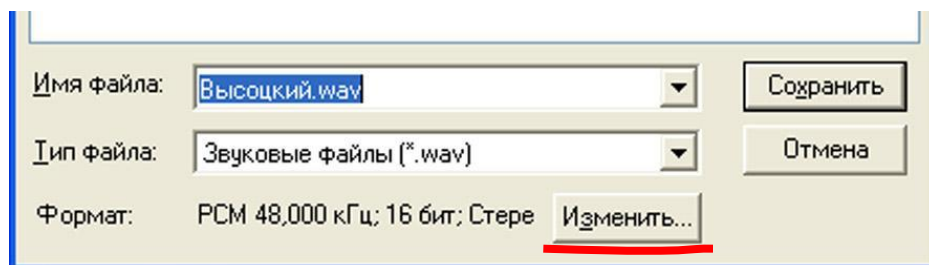 Имя файла: Высоцкий.wav Сохранить
Тип файла: Звуковые файлы (*.wav) Отмена
Формат: PCM 48,000 кГц; 16 бит; Стере Изменить...